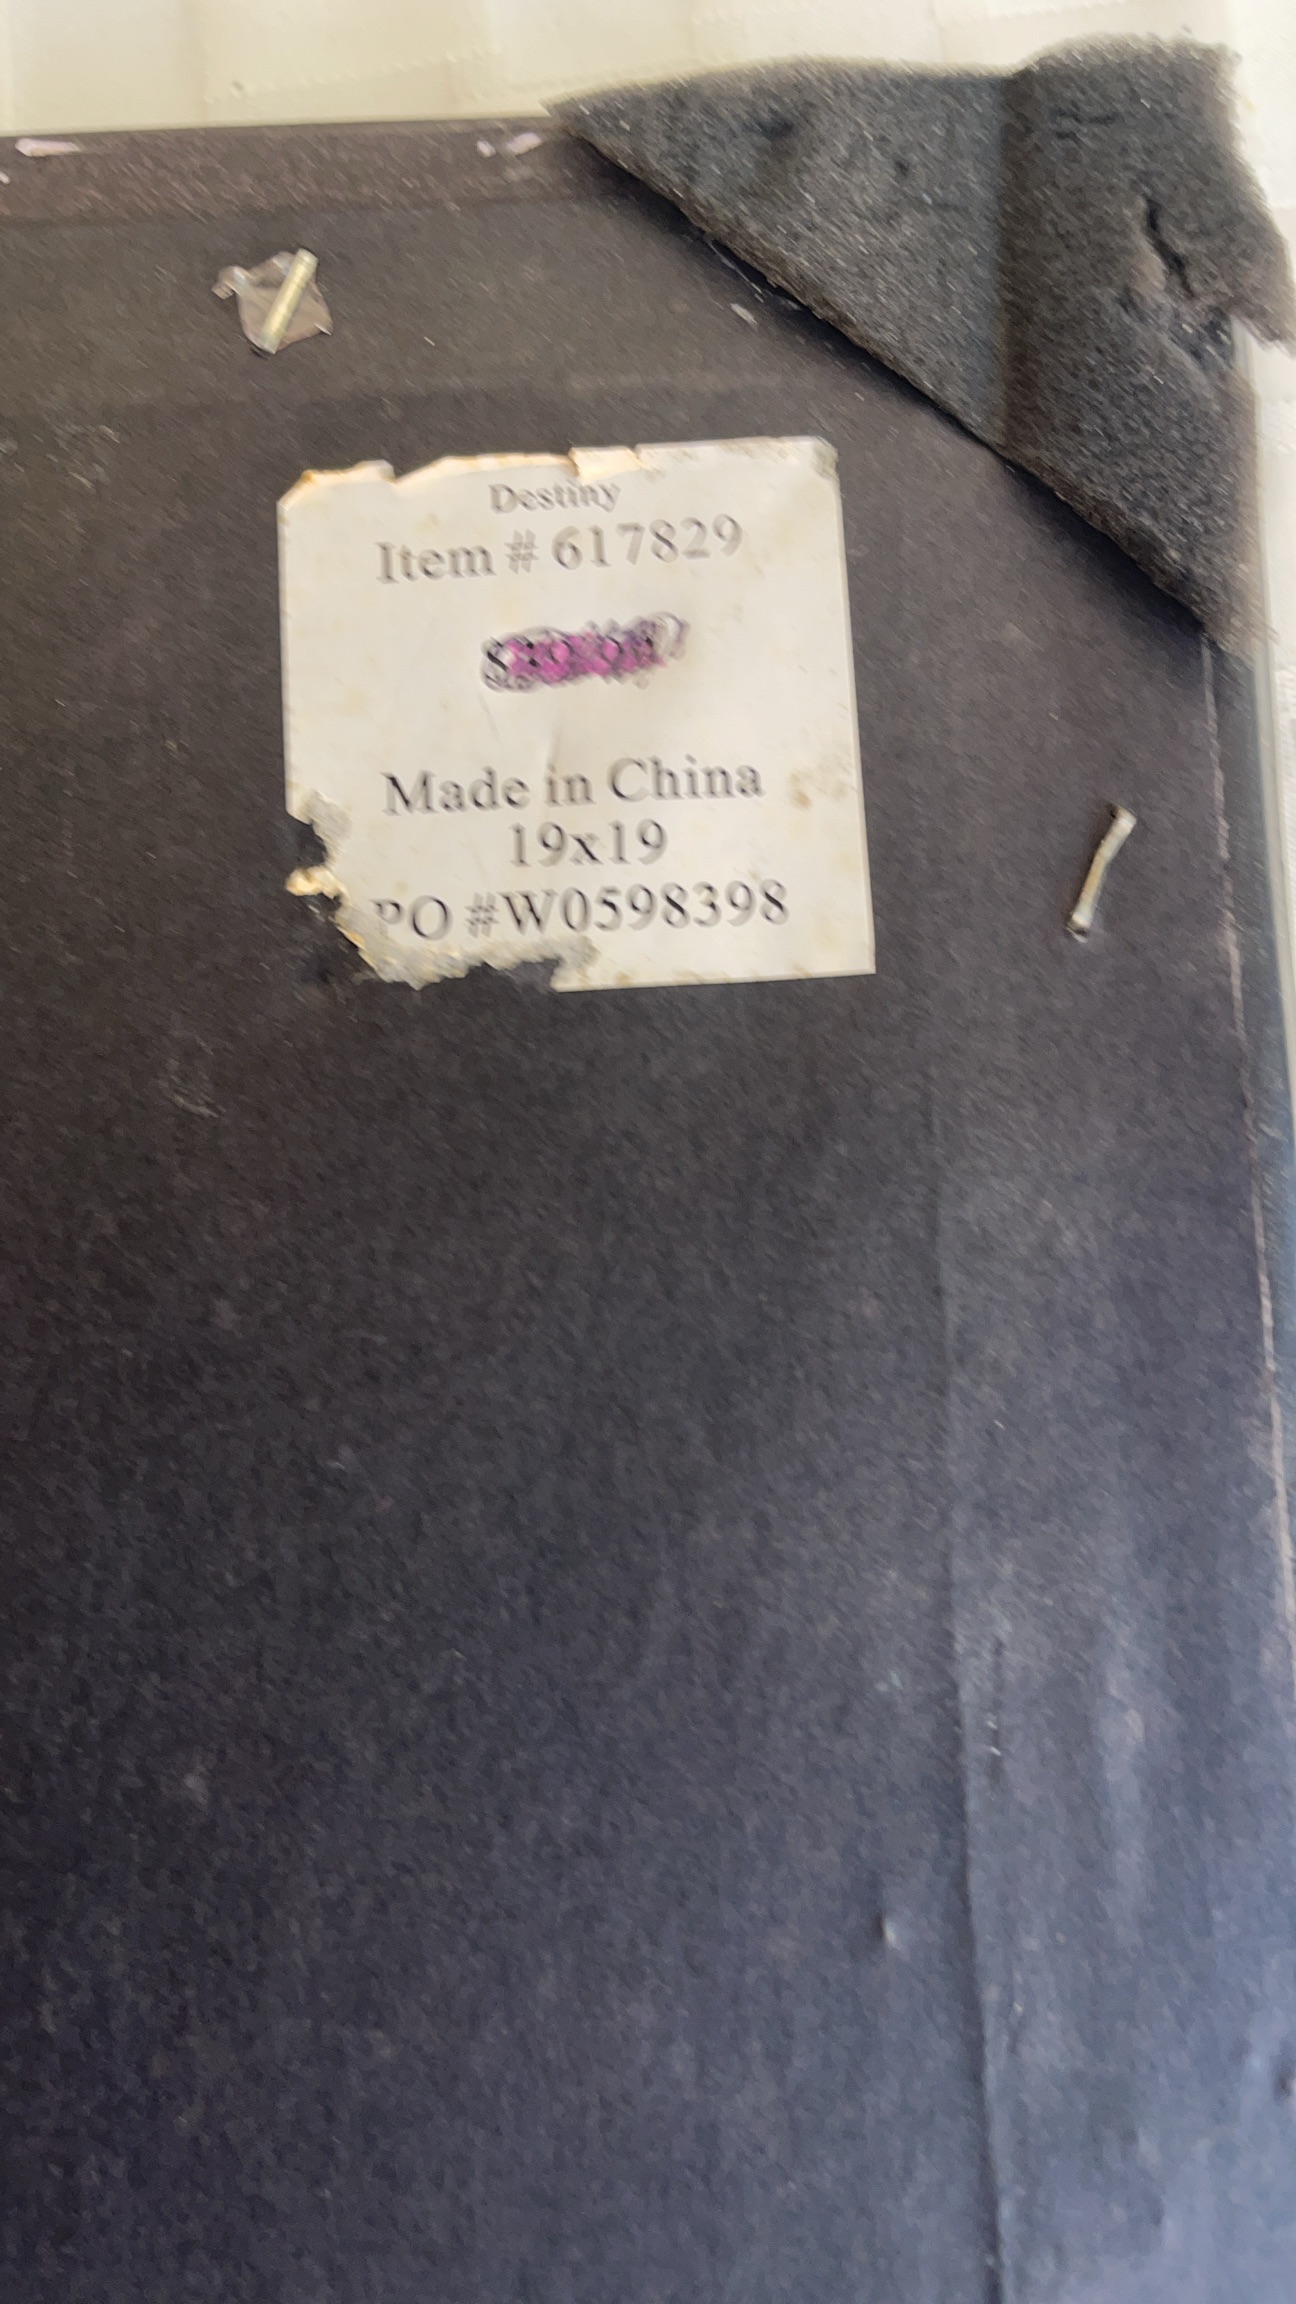 Destiny
Item # 617829
Made in China
19x19
PO #W0598398